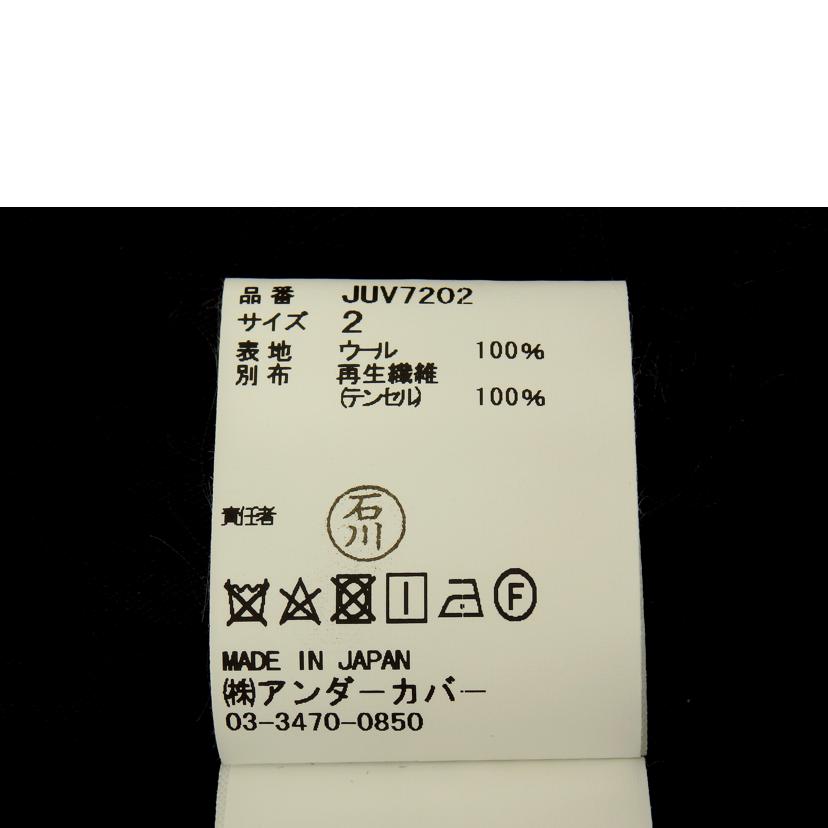 品番 JUV7202
サイズ 2
表地 ウール 100%
別布 再生繊維
(テンセル) 100%
責任者 石川
F
MADE IN JAPAN
(株)アンダーカバー
03-3470-0850